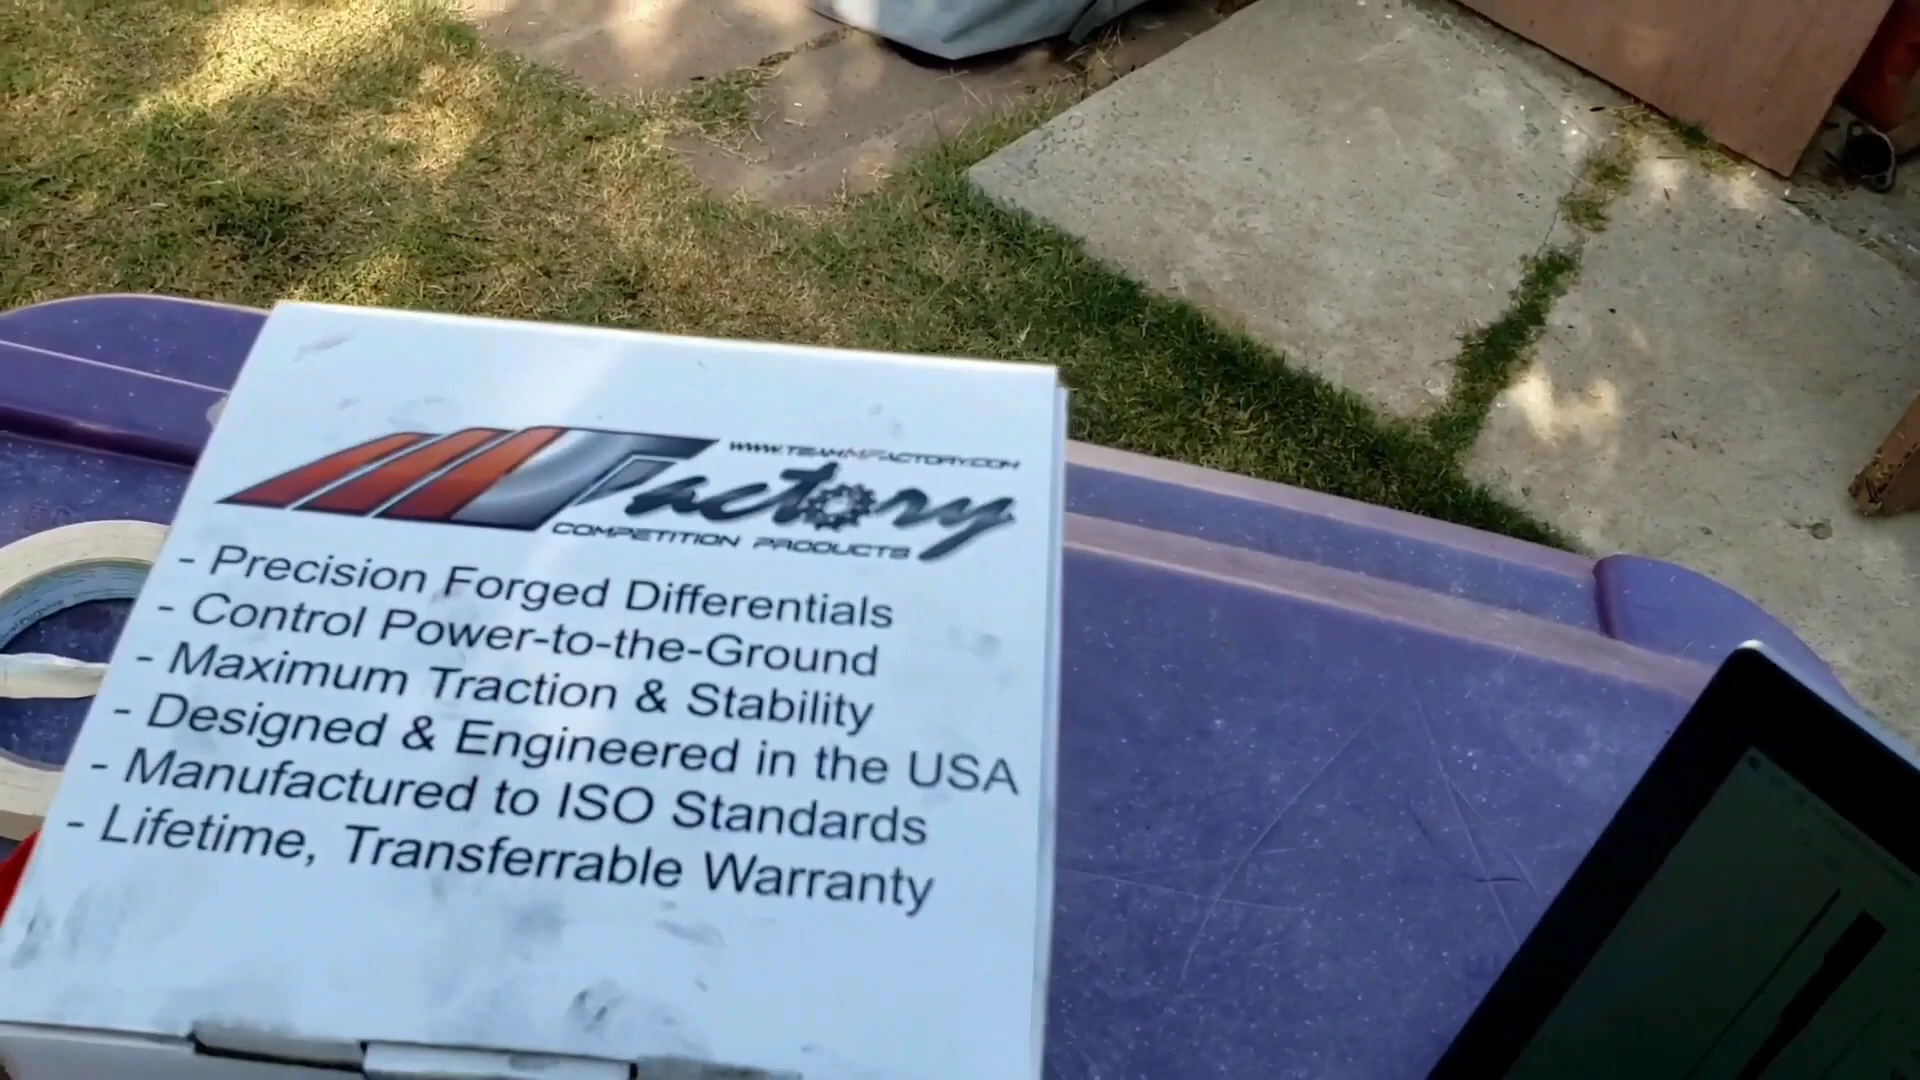 WWW.TEAMMFACTORY.COM
MFactory
COMPETITION PRODUCTS
- Precision Forged Differentials
- Control Power-to-the-Ground
- Maximum Traction & Stability
- Designed & Engineered in the USA
- Manufactured to ISO Standards
- Lifetime, Transferrable Warranty